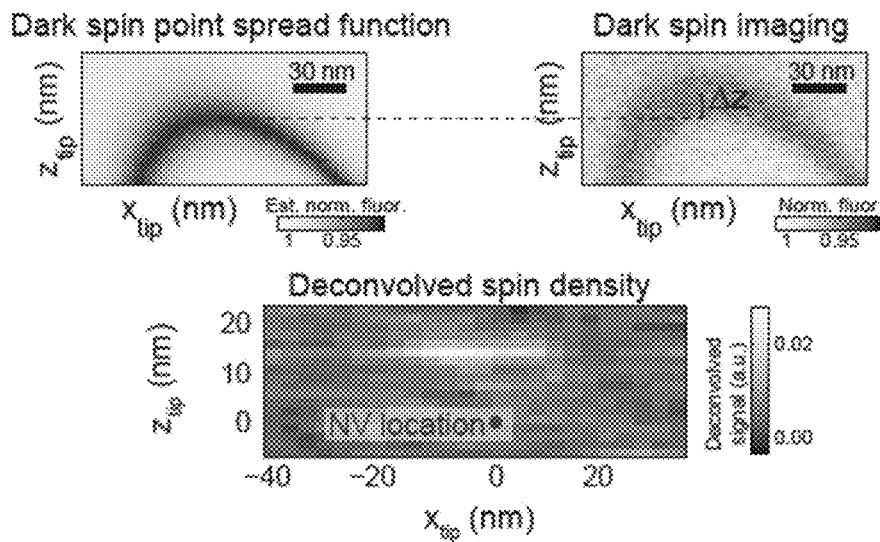 Dark spin point spread function
30 nm
z_tip (nm)
x_tip (nm)
Est. norm. fluor.
1 0.95
Dark spin imaging
30 nm
Δz
z_tip (nm)
x_tip (nm)
Norm. fluor
1 0.95
Deconvolved spin density
20
10
0
z_tip (nm)
NV location
−40 −20 0 20
x_tip (nm)
0.02
0.00
Deconvolved
signal (a.u.)